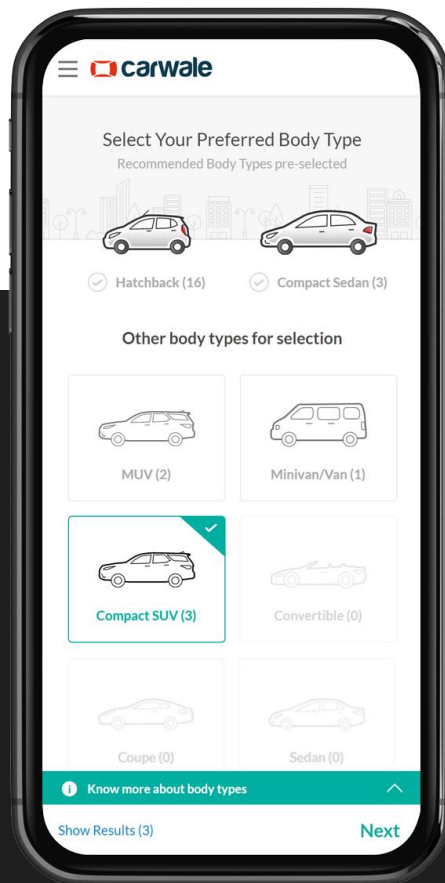 carwale
Select Your Preferred Body Type
Recommended Body Types pre-selected
Hatchback (16)
Compact Sedan (3)
Other body types for selection
MUV (2)
Minivan/Van (1)
Compact SUV (3)
Convertible (0)
Coupe (0)
Sedan (0)
i Know more about body types
Show Results (3)
Next